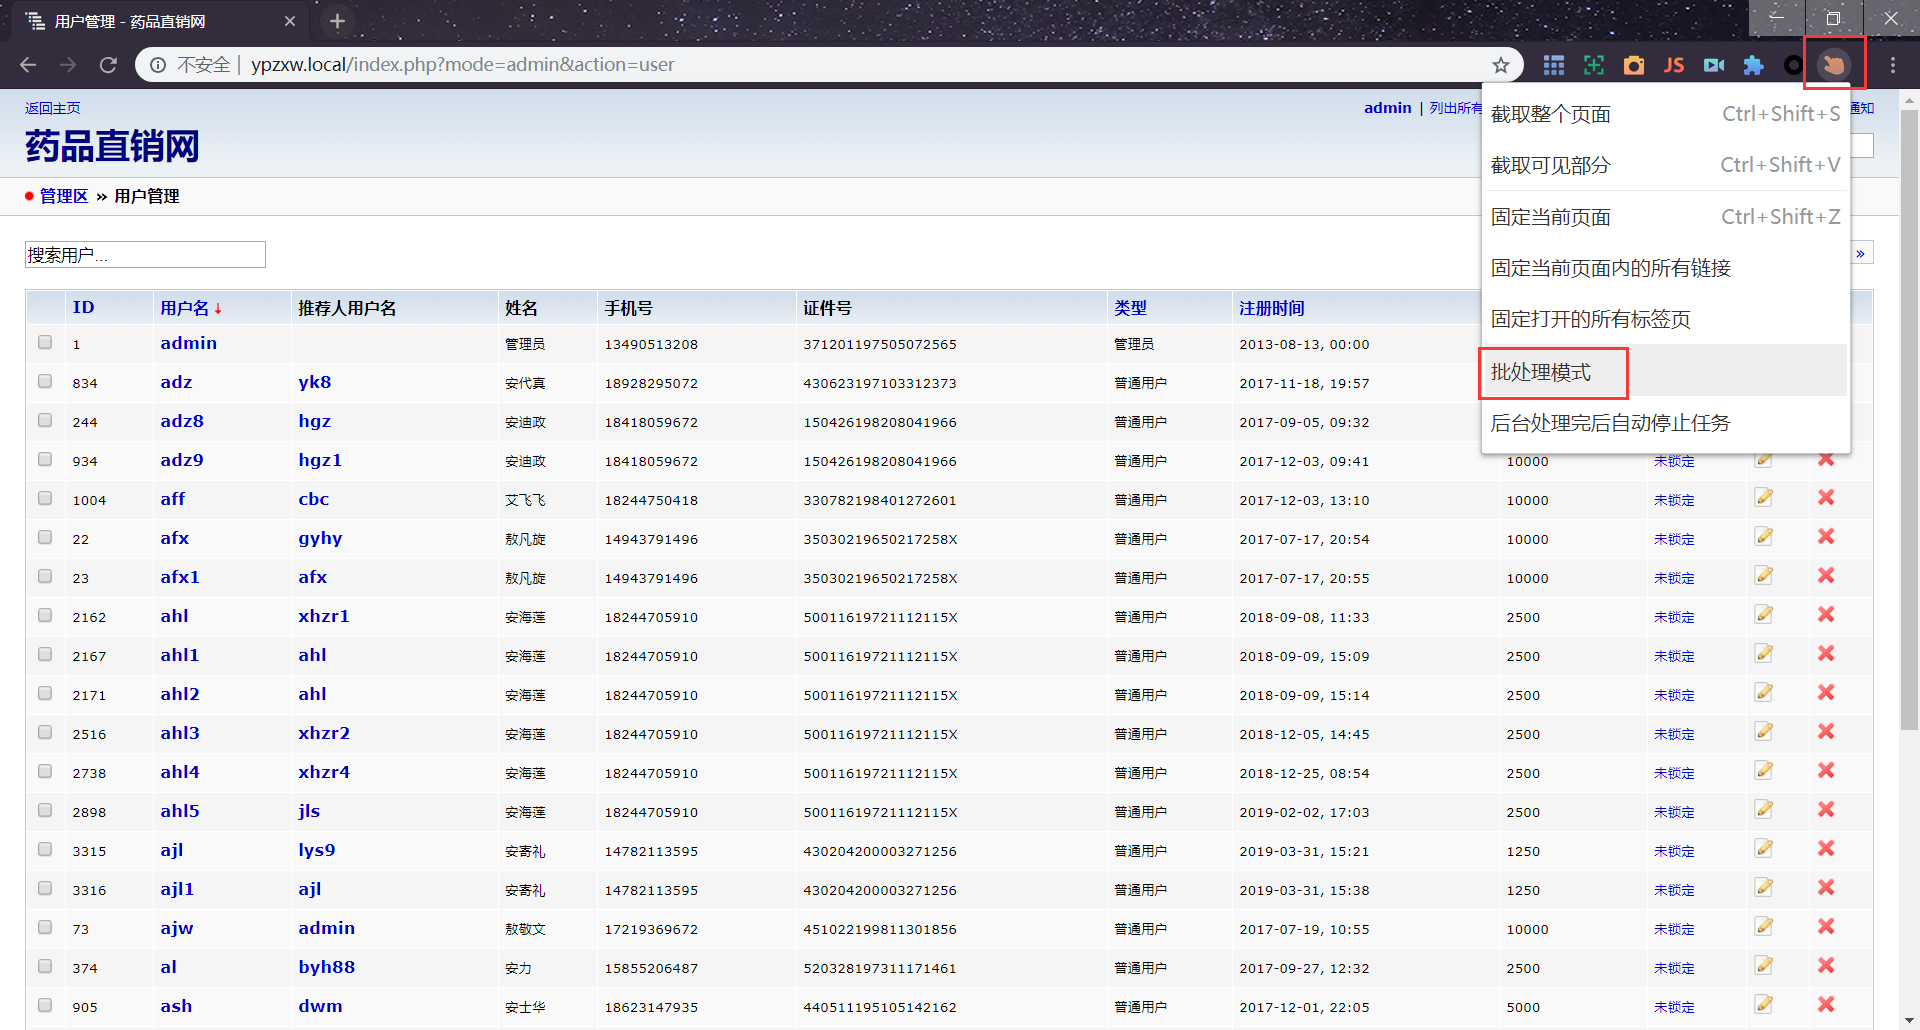 用户管理 - 药品直销网
不安全 | ypzxw.local/index.php?mode=admin&action=user
JS
返回主页
admin | 列出所有
通知
药品直销网
管理区 » 用户管理
搜索用户...
»
截取整个页面 Ctrl+Shift+S
截取可见部分 Ctrl+Shift+V
固定当前页面 Ctrl+Shift+Z
固定当前页面内的所有链接
固定打开的所有标签页
批处理模式
后台处理完后自动停止任务
ID 用户名↓ 推荐人用户名 姓名 手机号 证件号 类型 注册时间
1 admin 管理员 13490513208 371201197505072565 管理员 2013-08-13, 00:00
834 adz yk8 安代真 18928295072 430623197103312373 普通用户 2017-11-18, 19:57
244 adz8 hgz 安迪政 18418059672 150426198208041966 普通用户 2017-09-05, 09:32
934 adz9 hgz1 安迪政 18418059672 150426198208041966 普通用户 2017-12-03, 09:41 10000 未锁定
1004 aff cbc 艾飞飞 18244750418 330782198401272601 普通用户 2017-12-03, 13:10 10000 未锁定
22 afx gyhy 敖凡旋 14943791496 35030219650217258X 普通用户 2017-07-17, 20:54 10000 未锁定
23 afx1 afx 敖凡旋 14943791496 35030219650217258X 普通用户 2017-07-17, 20:55 10000 未锁定
2162 ahl xhzr1 安海莲 18244705910 50011619721112115X 普通用户 2018-09-08, 11:33 2500 未锁定
2167 ahl1 ahl 安海莲 18244705910 50011619721112115X 普通用户 2018-09-09, 15:09 2500 未锁定
2171 ahl2 ahl 安海莲 18244705910 50011619721112115X 普通用户 2018-09-09, 15:14 2500 未锁定
2516 ahl3 xhzr2 安海莲 18244705910 50011619721112115X 普通用户 2018-12-05, 14:45 2500 未锁定
2738 ahl4 xhzr4 安海莲 18244705910 50011619721112115X 普通用户 2018-12-25, 08:54 2500 未锁定
2898 ahl5 jls 安海莲 18244705910 50011619721112115X 普通用户 2019-02-02, 17:03 2500 未锁定
3315 ajl lys9 安寄礼 14782113595 430204200003271256 普通用户 2019-03-31, 15:21 1250 未锁定
3316 ajl1 ajl 安寄礼 14782113595 430204200003271256 普通用户 2019-03-31, 15:38 1250 未锁定
73 ajw admin 敖敬文 17219369672 451022199811301856 普通用户 2017-07-19, 10:55 10000 未锁定
374 al byh88 安力 15855206487 520328197311171461 普通用户 2017-09-27, 12:32 2500 未锁定
905 ash dwm 安士华 18623147935 440511195105142162 普通用户 2017-12-01, 22:05 5000 未锁定